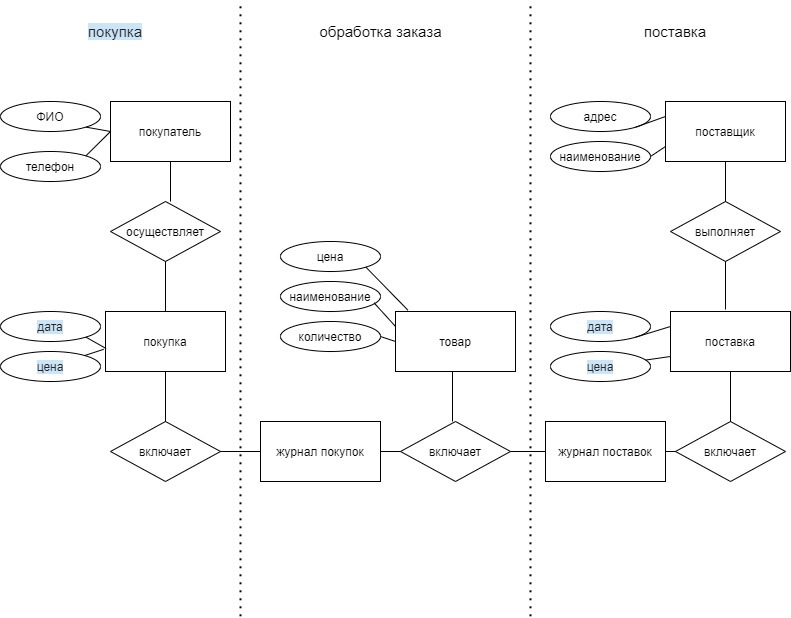 покупка
обработка заказа
поставка
ФИО
покупатель
телефон
осуществляет
дата
покупка
цена
включает
журнал покупок
цена
наименование
количество
товар
включает
адрес
поставщик
наименование
выполняет
дата
поставка
цена
журнал поставок
включает